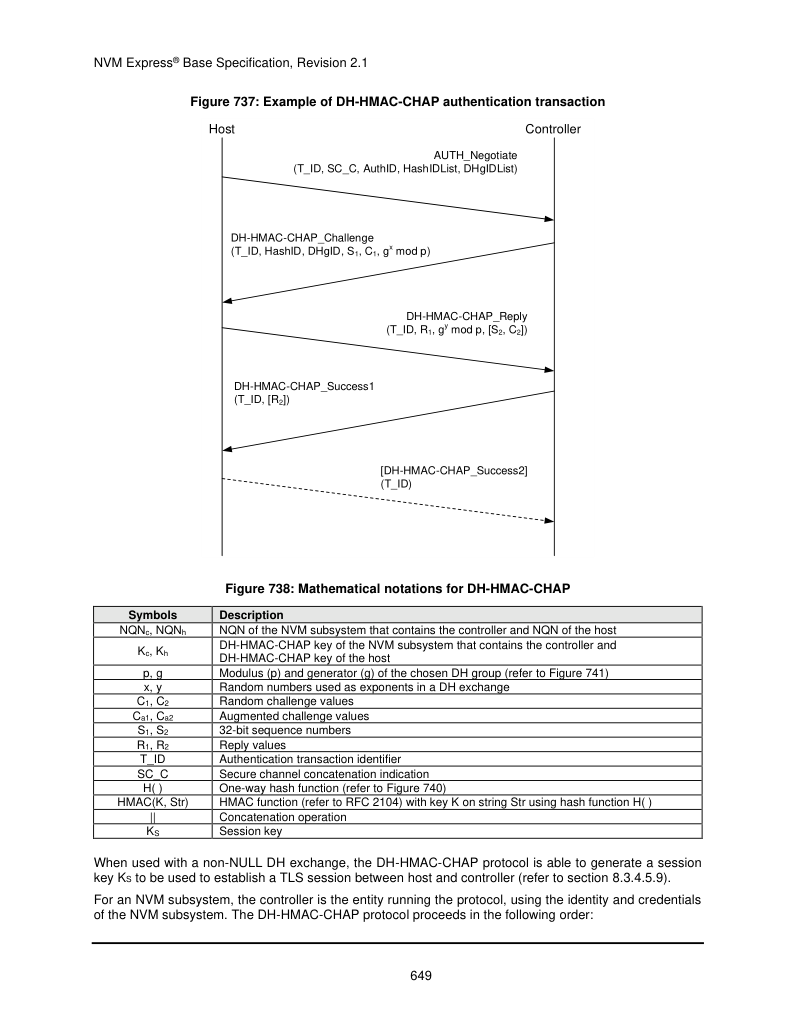 NVM Express® Base Specification, Revision 2.1
Figure 737: Example of DH-HMAC-CHAP authentication transaction
Host
Controller
AUTH_Negotiate
(T_ID, SC_C, AuthID, HashIDList, DHgIDList)
DH-HMAC-CHAP_Challenge
(T_ID, HashID, DHgID, S₁, C₁, gˣ mod p)
DH-HMAC-CHAP_Reply
(T_ID, R₁, gʸ mod p, [S₂, C₂])
DH-HMAC-CHAP_Success1
(T_ID, [R₂])
[DH-HMAC-CHAP_Success2]
(T_ID)
Figure 738: Mathematical notations for DH-HMAC-CHAP
Symbols Description
NQNc, NQNh NQN of the NVM subsystem that contains the controller and NQN of the host
Kc, Kh DH-HMAC-CHAP key of the NVM subsystem that contains the controller and
DH-HMAC-CHAP key of the host
p, g Modulus (p) and generator (g) of the chosen DH group (refer to Figure 741)
x, y Random numbers used as exponents in a DH exchange
C₁, C₂ Random challenge values
Ca1, Ca2 Augmented challenge values
S₁, S₂ 32-bit sequence numbers
R₁, R₂ Reply values
T_ID Authentication transaction identifier
SC_C Secure channel concatenation indication
H( ) One-way hash function (refer to Figure 740)
HMAC(K, Str) HMAC function (refer to RFC 2104) with key K on string Str using hash function H( )
|| Concatenation operation
KS Session key
When used with a non-NULL DH exchange, the DH-HMAC-CHAP protocol is able to generate a session
key KS to be used to establish a TLS session between host and controller (refer to section 8.3.4.5.9).
For an NVM subsystem, the controller is the entity running the protocol, using the identity and credentials
of the NVM subsystem. The DH-HMAC-CHAP protocol proceeds in the following order:
649